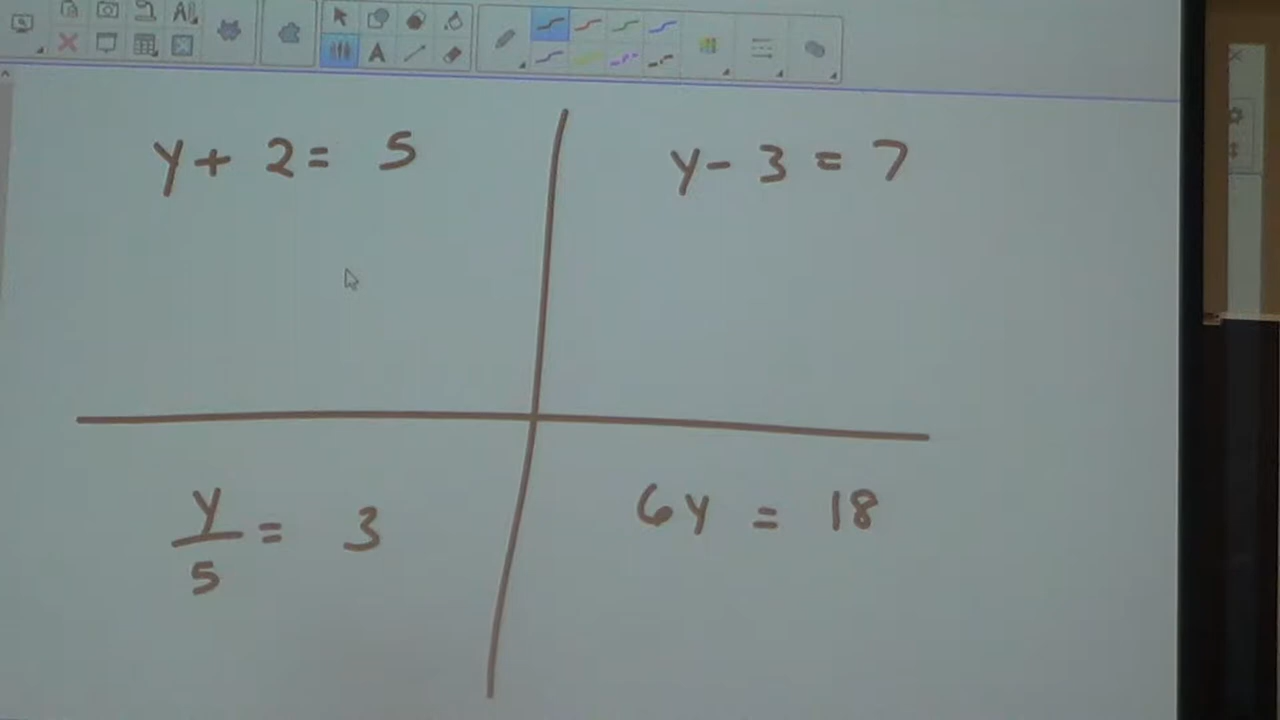 y + 2 = 5
y - 3 = 7
y/5 = 3
6y = 18